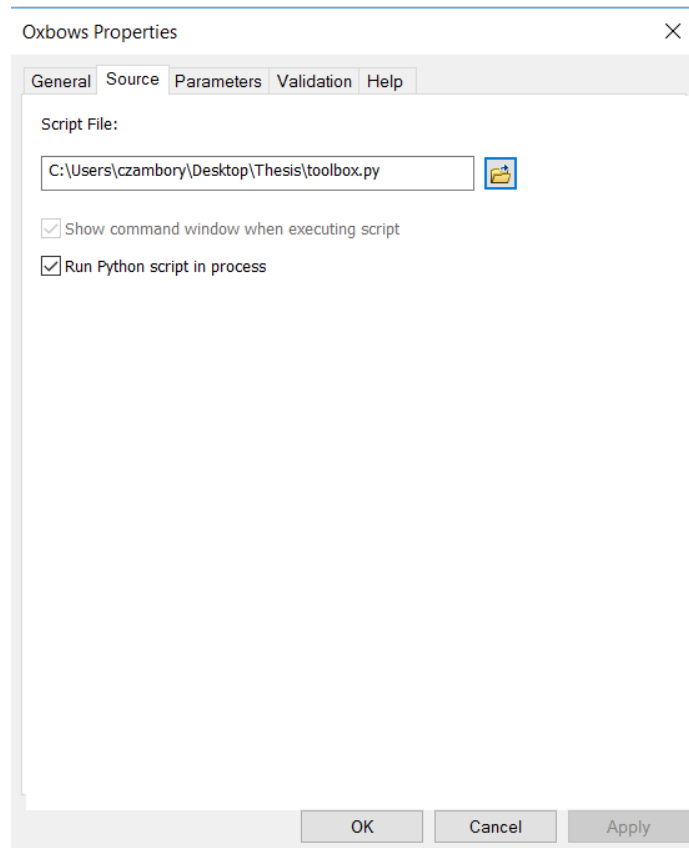 Oxbows Properties
General Source Parameters Validation Help
Script File:
C:\Users\czambory\Desktop\Thesis\toolbox.py
Show command window when executing script
Run Python script in process
OK Cancel Apply